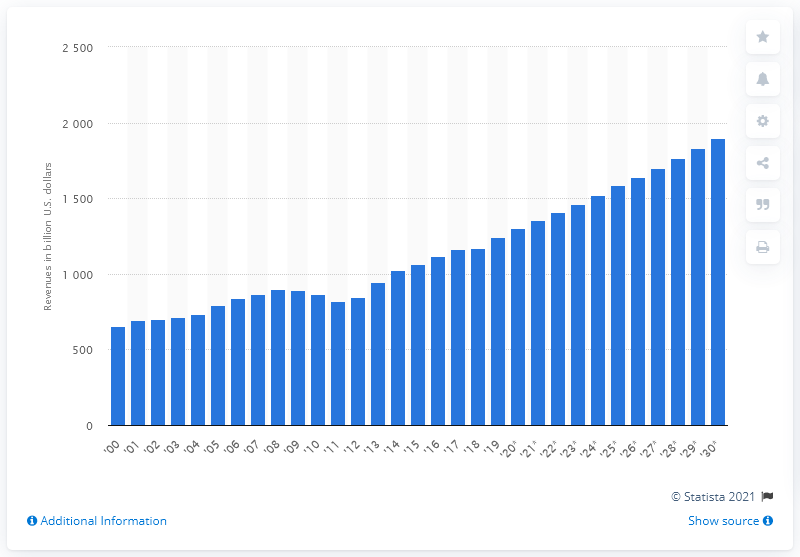 2 500
2 000
1 500
1 000
500
0
Revenues in billion U.S. dollars
'00 '01 '02 '03 '04 '05 '06 '07 '08 '09 '10 '11 '12 '13 '14 '15 '16 '17 '18 '19 '20* '21* '22* '23* '24* '25* '26* '27* '28* '29* '30*
© Statista 2021
Additional Information
Show source